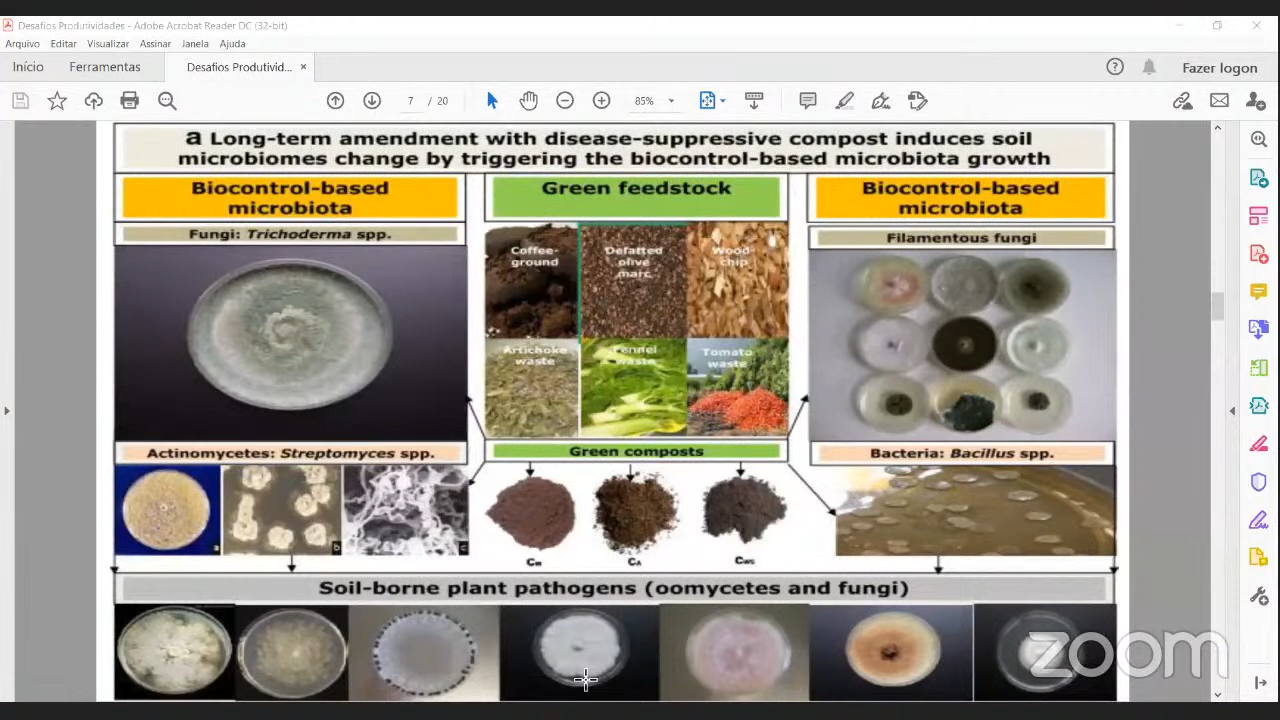 Desafios Produtividades - Adobe Acrobat Reader DC (32-bit)
Arquivo Editar Visualizar Assinar Janela Ajuda
Início Ferramentas Desafios Produtivid... × Fazer logon
7 / 20 85%
a Long-term amendment with disease-suppressive compost induces soil
microbiomes change by triggering the biocontrol-based microbiota growth
Biocontrol-based
microbiota
Fungi: Trichoderma spp.
Green feedstock
Coffee-
ground
Defatted
olive
marc
Wood-
chip
Artichoke
waste
Fennel
waste
Tomato
waste
Biocontrol-based
microbiota
Filamentous fungi
Actinomycetes: Streptomyces spp.
a b c
Green composts
Bacteria: Bacillus spp.
Soil-borne plant pathogens (oomycetes and fungi)
zoom